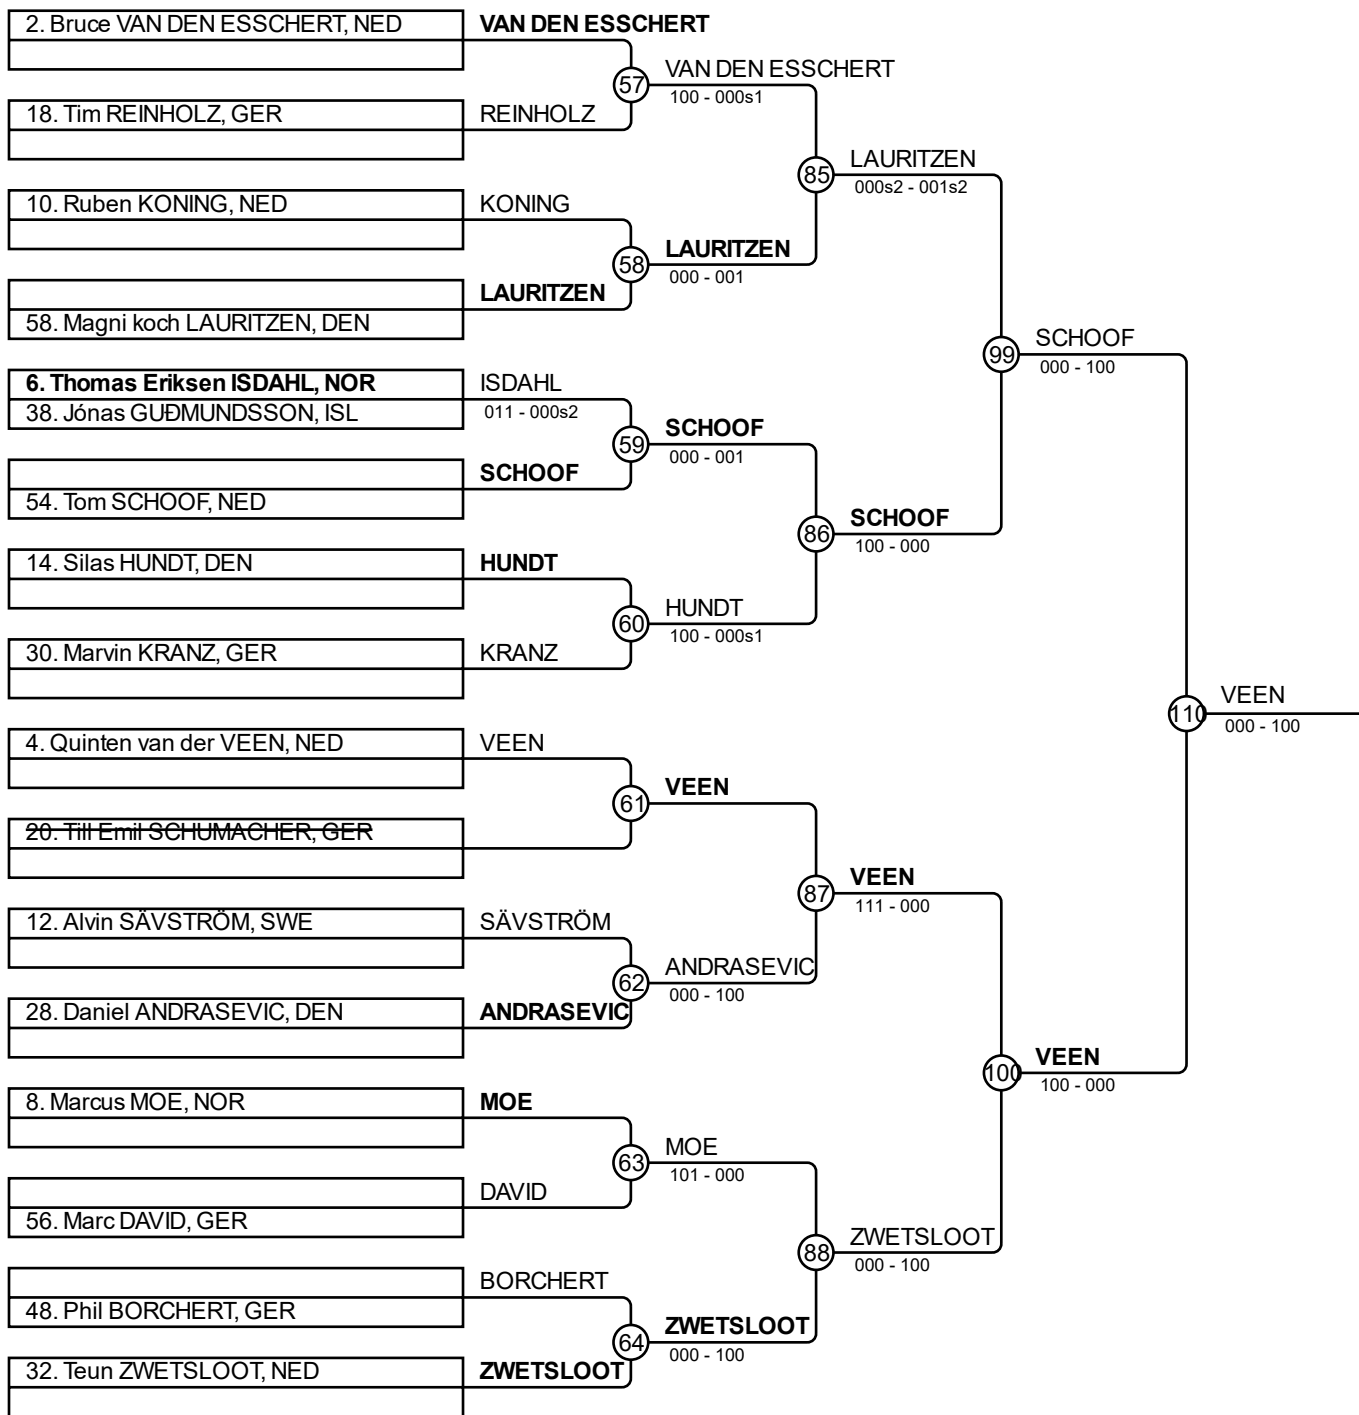 2. Bruce VAN DEN ESSCHERT, NED
VAN DEN ESSCHERT
57
VAN DEN ESSCHERT
100 - 000s1
18. Tim REINHOLZ, GER
REINHOLZ
85
LAURITZEN
000s2 - 001s2
10. Ruben KONING, NED
KONING
58
LAURITZEN
000 - 001
LAURITZEN
58. Magni koch LAURITZEN, DEN
99
SCHOOF
000 - 100
6. Thomas Eriksen ISDAHL, NOR
ISDAHL
38. Jónas GUÐMUNDSSON, ISL
011 - 000s2
59
SCHOOF
000 - 001
SCHOOF
54. Tom SCHOOF, NED
86
SCHOOF
100 - 000
14. Silas HUNDT, DEN
HUNDT
60
HUNDT
100 - 000s1
30. Marvin KRANZ, GER
KRANZ
110
VEEN
000 - 100
4. Quinten van der VEEN, NED
VEEN
61
VEEN
20. Till Emil SCHUMACHER, GER
87
VEEN
111 - 000
12. Alvin SÄVSTRÖM, SWE
SÄVSTRÖM
62
ANDRASEVIC
000 - 100
28. Daniel ANDRASEVIC, DEN
ANDRASEVIC
100
VEEN
100 - 000
8. Marcus MOE, NOR
MOE
63
MOE
101 - 000
DAVID
56. Marc DAVID, GER
88
ZWETSLOOT
000 - 100
BORCHERT
48. Phil BORCHERT, GER
64
ZWETSLOOT
000 - 100
32. Teun ZWETSLOOT, NED
ZWETSLOOT